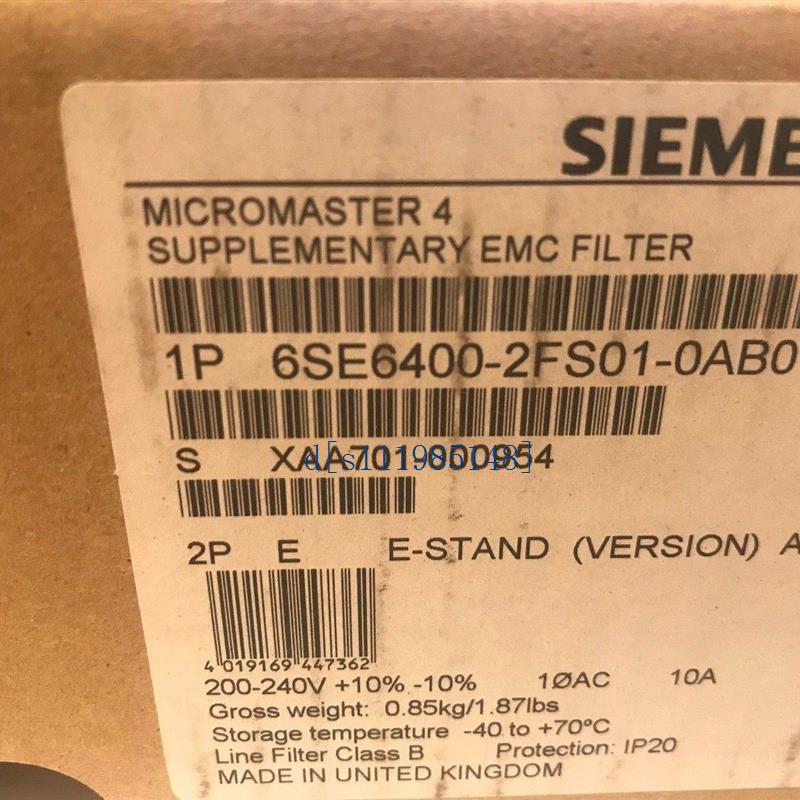 SIEME
MICROMASTER 4
SUPPLEMENTARY EMC FILTER
1P 6SE6400-2FS01-0AB0
S
d[s111985148]
2P E E-STAND (VERSION) A
4 019169 447362
200-240V +10% -10% 1ØAC 10A
Gross weight: 0.85kg/1.87lbs
Storage temperature -40 to +70ºC
Line Filter Class B Protection: IP20
MADE IN UNITED KINGDOM